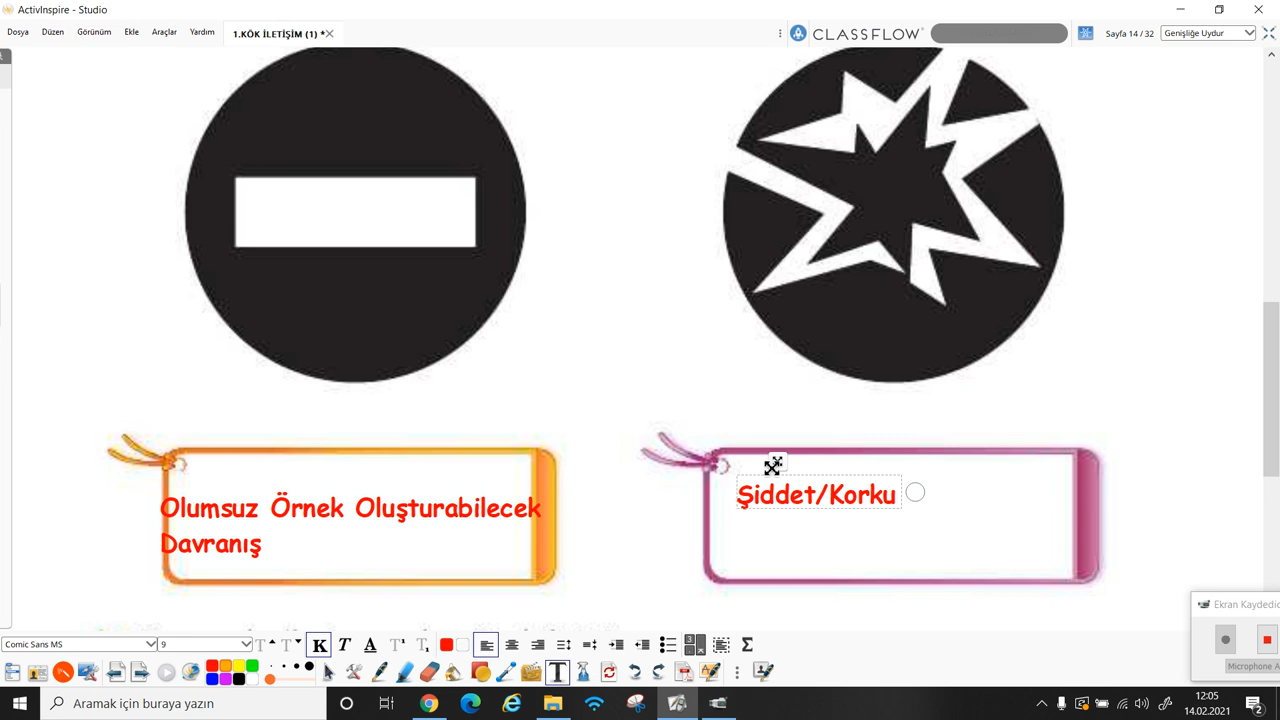 ActivInspire - Studio
Dosya Düzen Görünüm Ekle Araçlar Yardım
1.KÖK İLETİŞİM (1) *
CLASSFLOW
Sayfa 14 / 32
Genişliğe Uydur
Olumsuz Örnek Oluşturabilecek
Davranış
Şiddet/Korku
Ekran Kaydedic
Microphone A
Comic Sans MS
9
Aramak için buraya yazın
12:05
14.02.2021
2